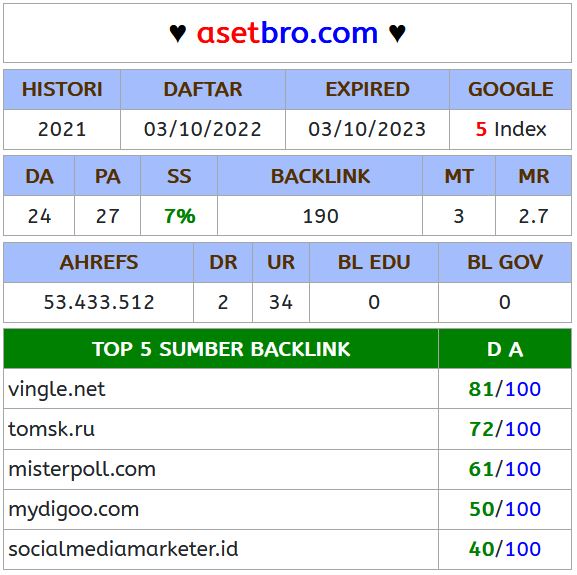 ♥ asetbro.com ♥
HISTORI DAFTAR EXPIRED GOOGLE
2021 03/10/2022 03/10/2023 5 Index
DA PA SS BACKLINK MT MR
24 27 7% 190 3 2.7
AHREFS DR UR BL EDU BL GOV
53.433.512 2 34 0 0
TOP 5 SUMBER BACKLINK D A
vingle.net 81/100
tomsk.ru 72/100
misterpoll.com 61/100
mydigoo.com 50/100
socialmediamarketer.id 40/100